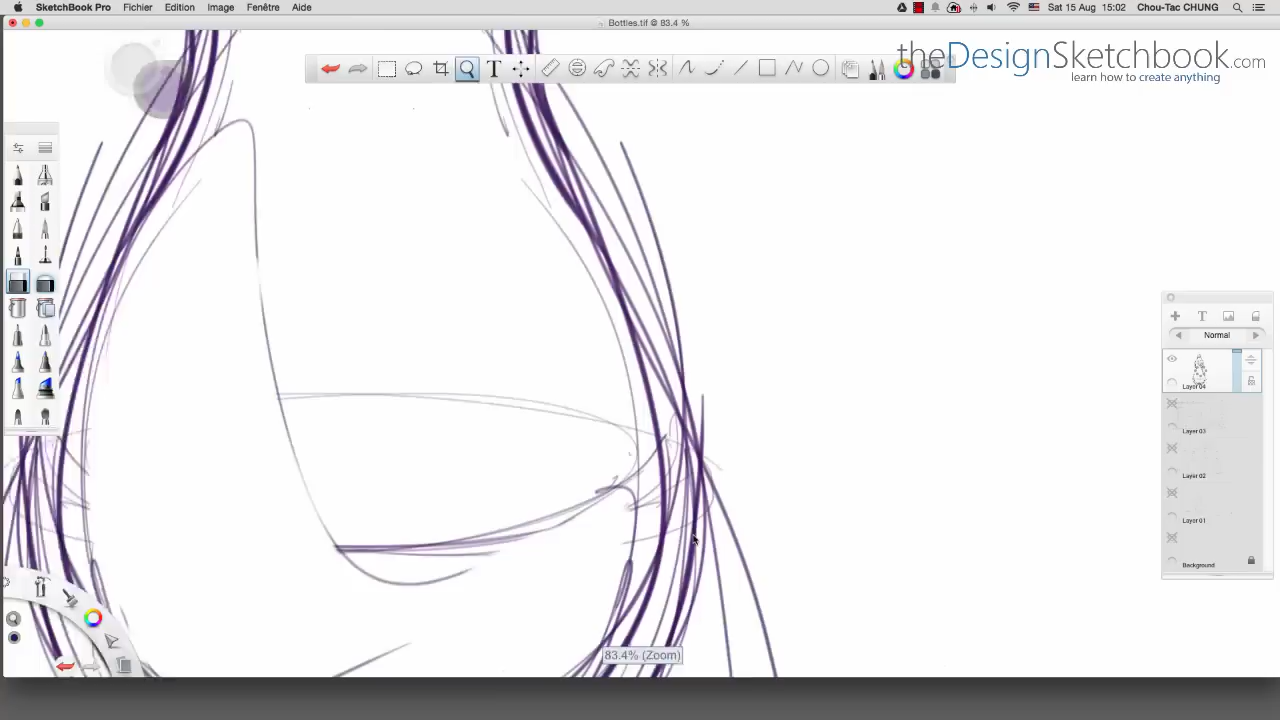 SketchBook Pro Fichier Edition Image Fenêtre Aide Sat 15 Aug 15:02 Chou-Tac CHUNG
Bottles.tif @ 83.4 %
theDesignSketchbook.com
learn how to create anything
T
T
Normal
Layer 04
Layer 03
Layer 02
Layer 01
Background
83.4% (Zoom)